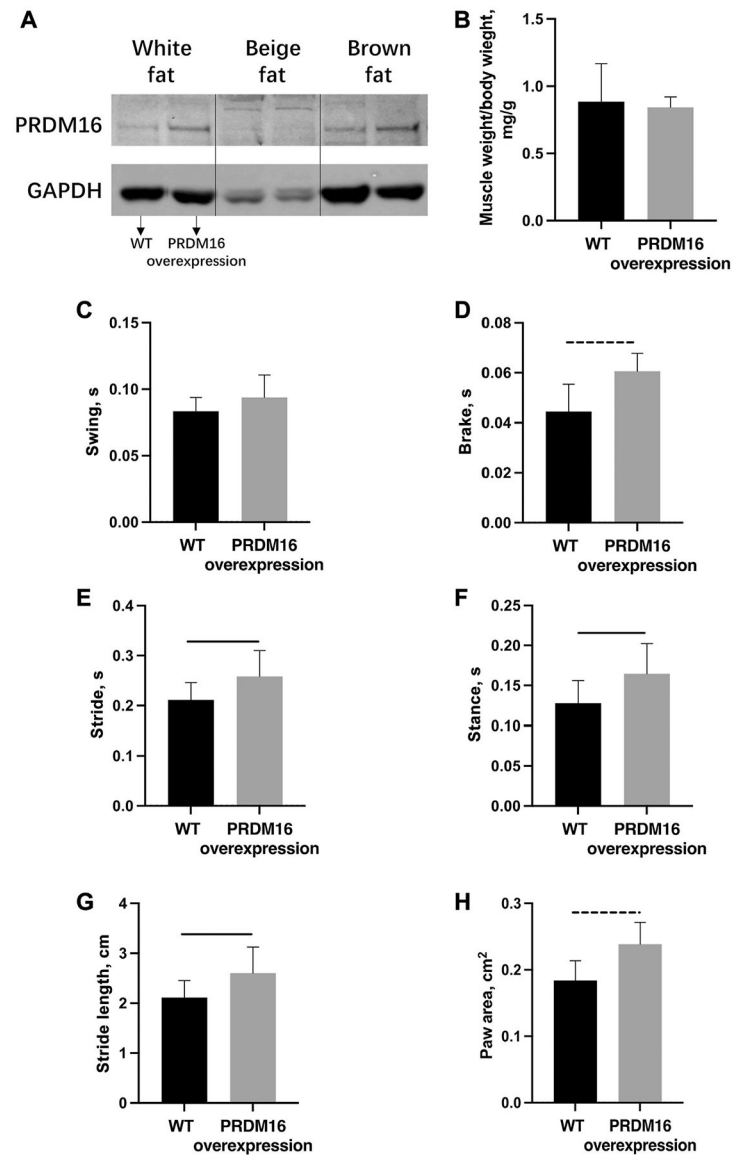 A
White
fat
Beige
fat
Brown
fat
PRDM16
GAPDH
WT
PRDM16
overexpression
B
Muscle weight/body wieght,
mg/g
1.5
1.0
0.5
0.0
WT
PRDM16
overexpression
C
Swing, s
0.15
0.10
0.05
0.00
WT
PRDM16
overexpression
D
Brake, s
0.08
0.06
0.04
0.02
0.00
WT
PRDM16
overexpression
E
Stride, s
0.4
0.3
0.2
0.1
0.0
WT
PRDM16
overexpression
F
Stance, s
0.25
0.20
0.15
0.10
0.05
0.00
WT
PRDM16
overexpression
G
Stride length, cm
4
3
2
1
0
WT
PRDM16
overexpression
H
Paw area, cm²
0.3
0.2
0.1
0.0
WT
PRDM16
overexpression